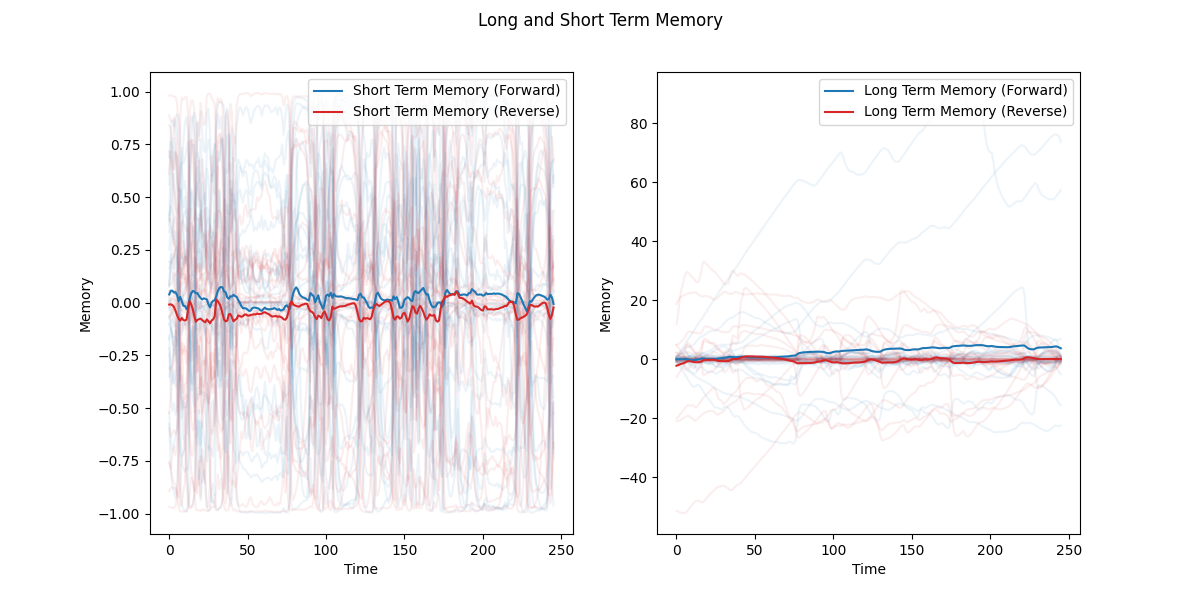 Long and Short Term Memory
Short Term Memory (Forward)
Short Term Memory (Reverse)
1.00
0.75
0.50
0.25
0.00
−0.25
−0.50
−0.75
−1.00
Memory
0 50 100 150 200 250
Time
Long Term Memory (Forward)
Long Term Memory (Reverse)
80
60
40
20
0
−20
−40
Memory
0 50 100 150 200 250
Time